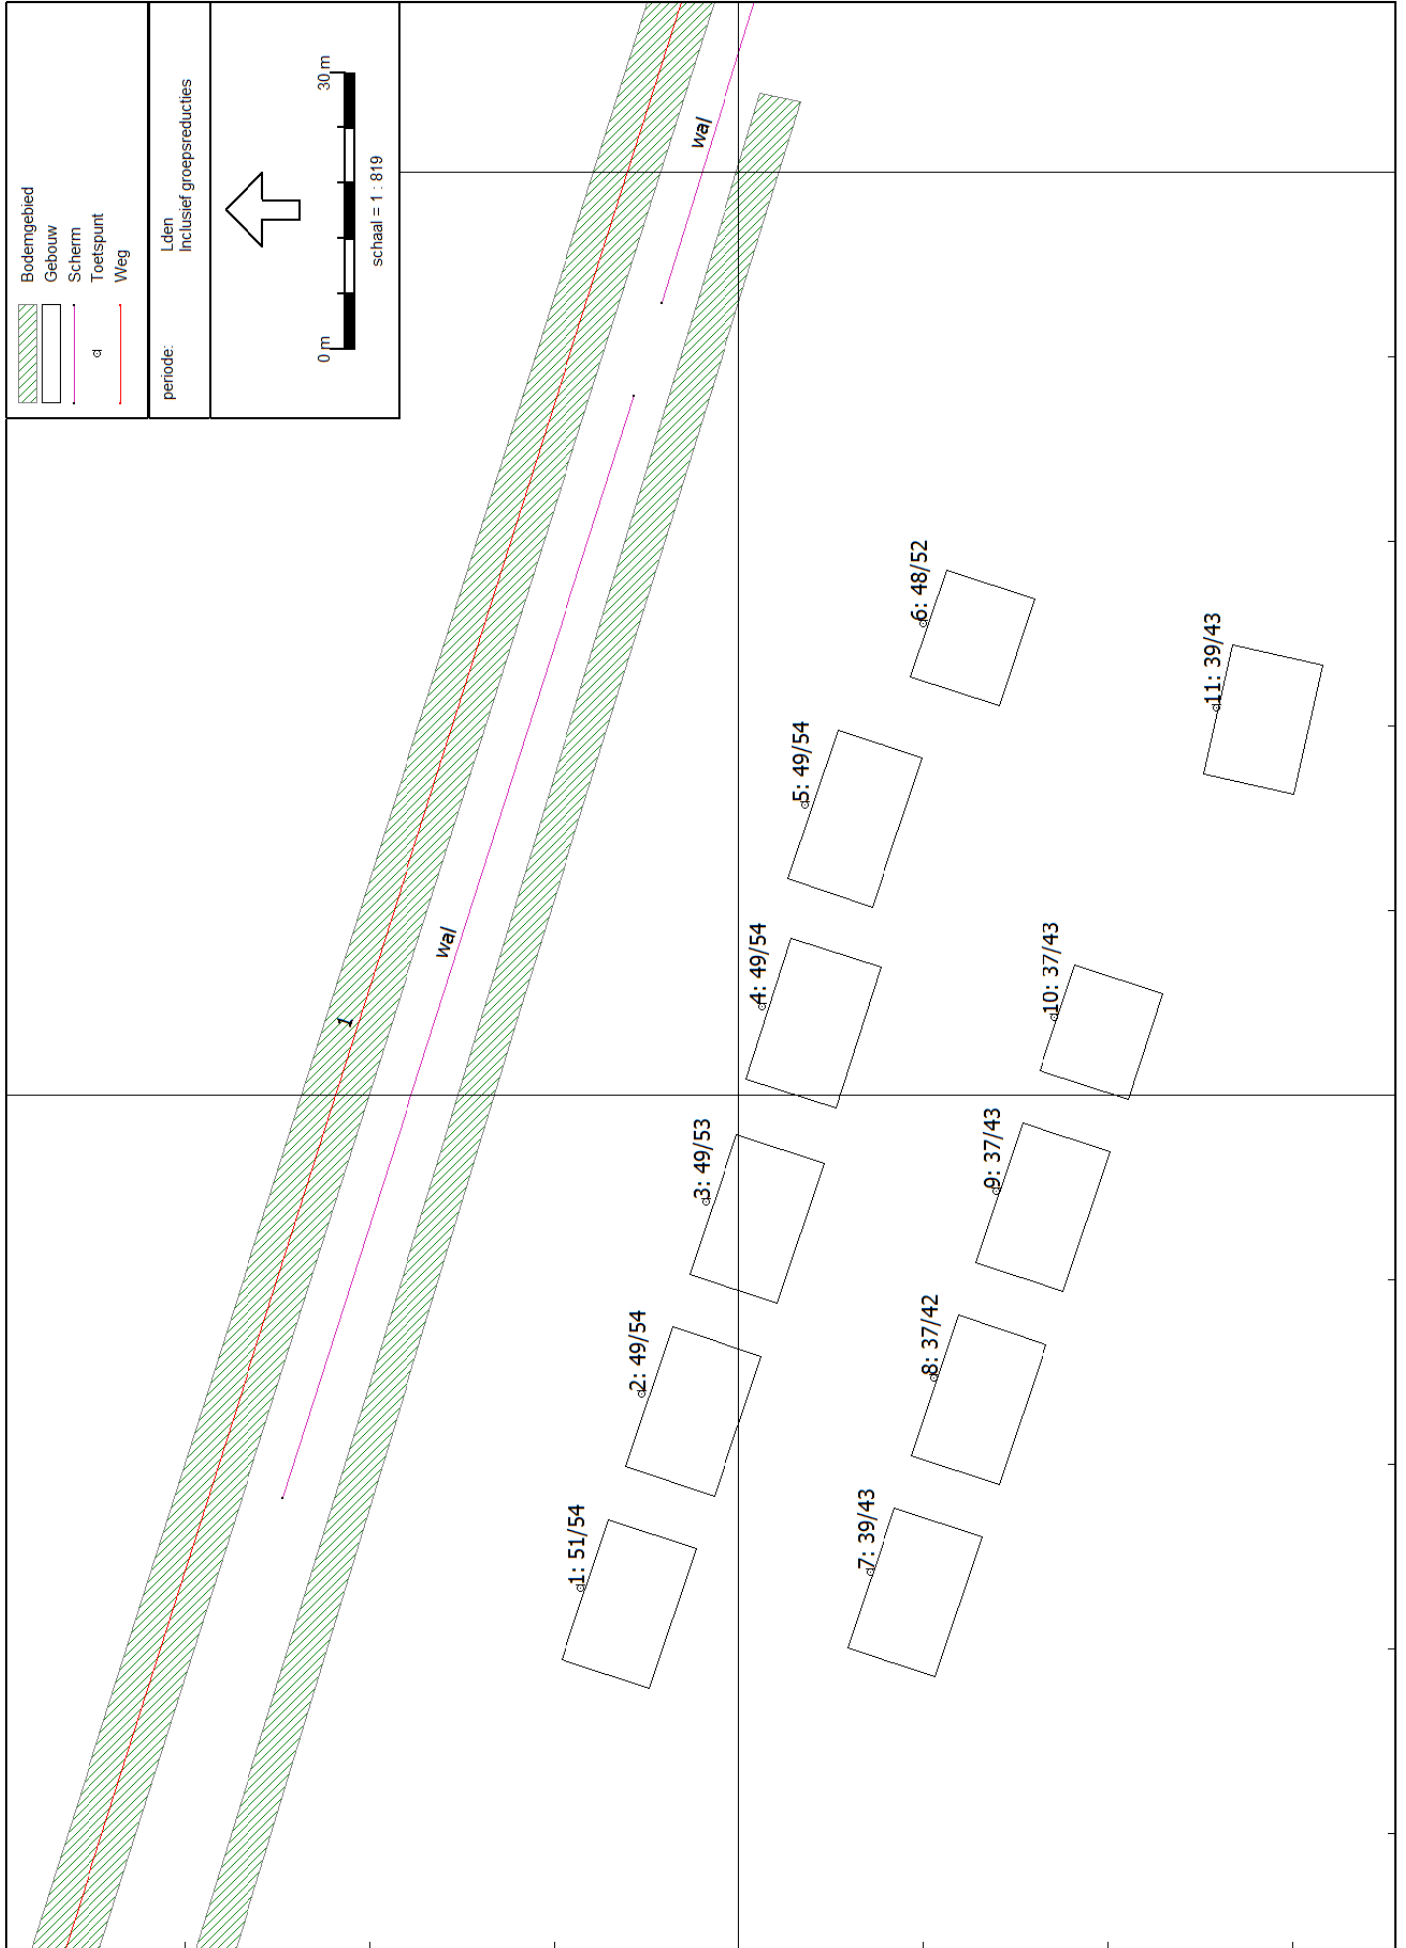 Bodemgebied
Gebouw
Scherm
Toetspunt
Weg
periode: Lden
Inclusief groepsreducties
0 m 30 m
schaal = 1 : 819
wal
wal
1
1: 51/54
2: 49/54
3: 49/53
4: 49/54
5: 49/54
6: 48/52
7: 39/43
8: 37/42
9: 37/43
10: 37/43
11: 39/43